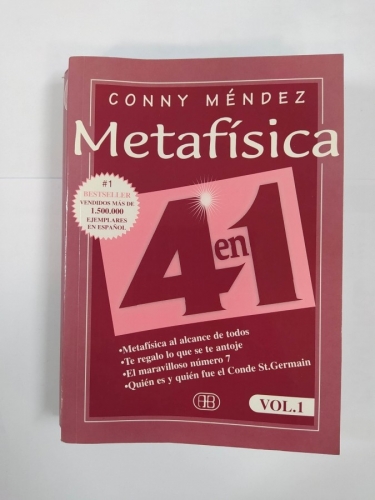 CONNY MÉNDEZ
Metafísica
#1
BESTSELLER
VENDIDOS MÁS DE
1.500.000
EJEMPLARES
EN ESPAÑOL
4 en 1
•Metafísica al alcance de todos
•Te regalo lo que se te antoje
•El maravilloso número 7
•Quién es y quién fue el Conde St.Germain
VOL.1